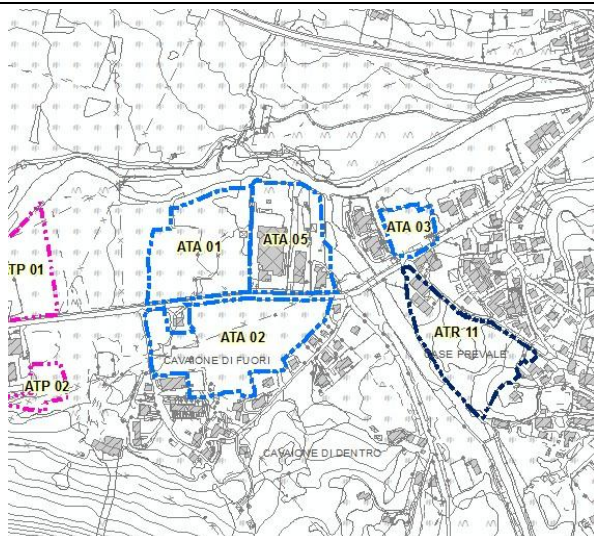 ATA 03
ATA 01
ATA 05
TP 01
ATA 02
ATR 11
CASE PREVALE
CAVAIONE DI FUORI
ATP 02
CAVAIONE DI DENTRO